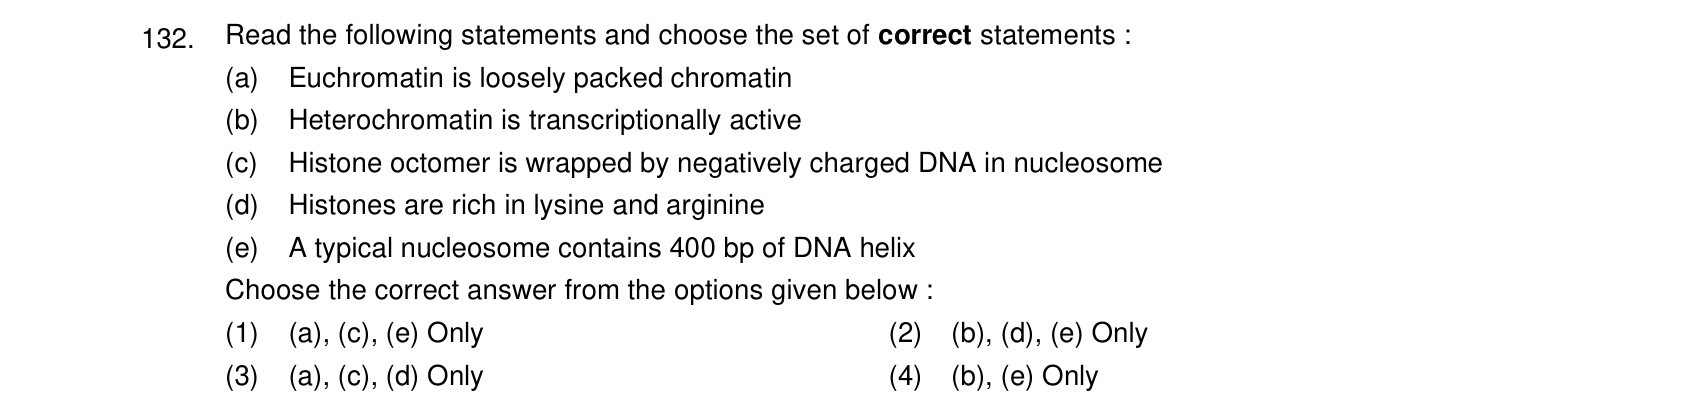 132. Read the following statements and choose the set of correct statements :
(a) Euchromatin is loosely packed chromatin
(b) Heterochromatin is transcriptionally active
(c) Histone octomer is wrapped by negatively charged DNA in nucleosome
(d) Histones are rich in lysine and arginine
(e) A typical nucleosome contains 400 bp of DNA helix
Choose the correct answer from the options given below :
(1) (a), (c), (e) Only (2) (b), (d), (e) Only
(3) (a), (c), (d) Only (4) (b), (e) Only